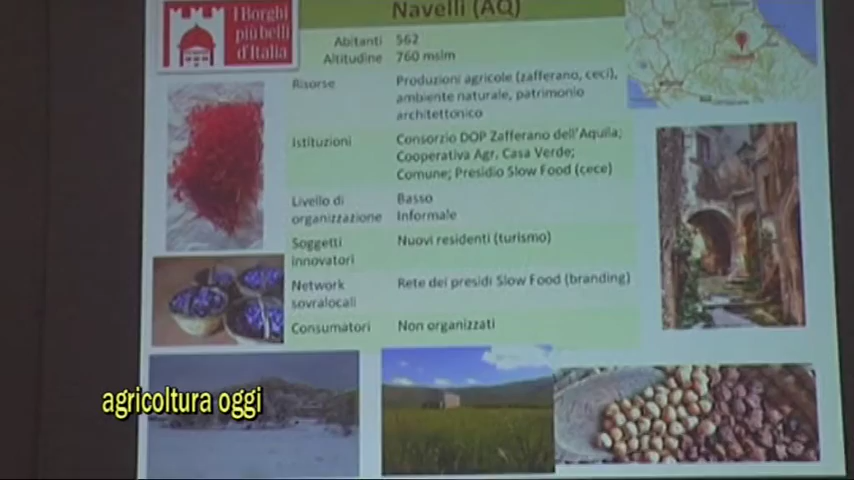 I Borghi
più belli
d'Italia
Navelli (AQ)
Abitanti 562
Altitudine 760 mslm
Risorse Produzioni agricole (zafferano, ceci),
ambiente naturale, patrimonio
architettonico
Istituzioni Consorzio DOP Zafferano dell'Aquila;
Cooperativa Agr. Casa Verde;
Comune; Presidio Slow Food (cece)
Livello di Basso
organizzazione Informale
Soggetti Nuovi residenti (turismo)
innovatori
Network Rete dei presidi Slow Food (branding)
sovralocali
Consumatori Non organizzati
agricoltura oggi